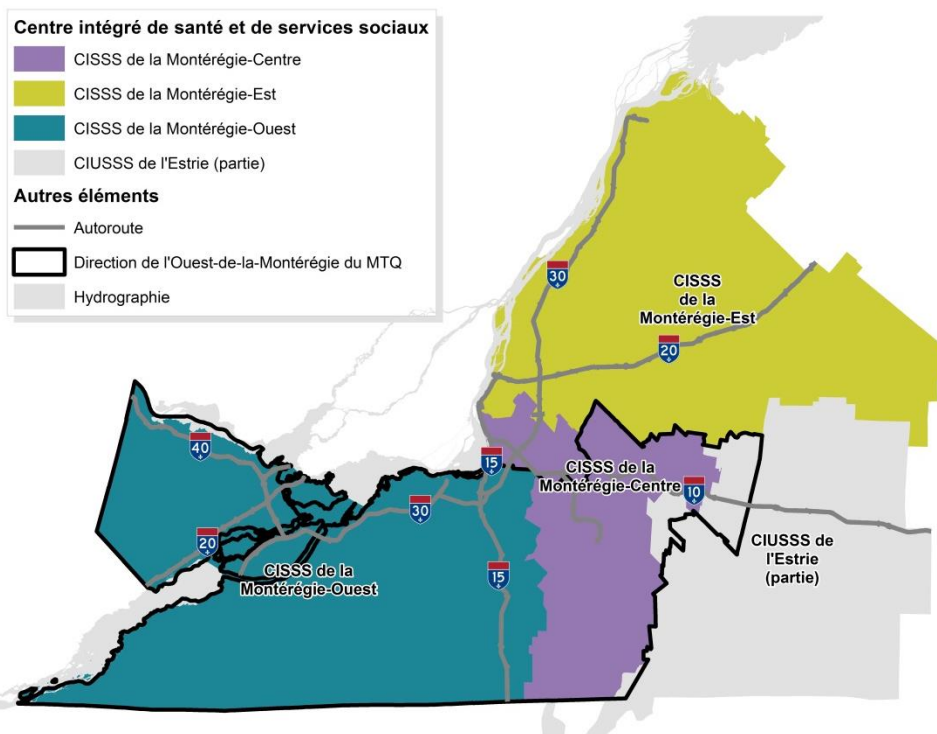 Centre intégré de santé et de services sociaux
CISSS de la Montérégie-Centre
CISSS de la Montérégie-Est
CISSS de la Montérégie-Ouest
CIUSSS de l'Estrie (partie)
Autres éléments
Autoroute
Direction de l'Ouest-de-la-Montérégie du MTQ
Hydrographie
30
CISSS
de la
Montérégie-Est
20
40
15
CISSS de la
Montérégie-Centre
10
30
20
CISSS de la
Montérégie-Ouest
15
CIUSSS de
l'Estrie
(partie)